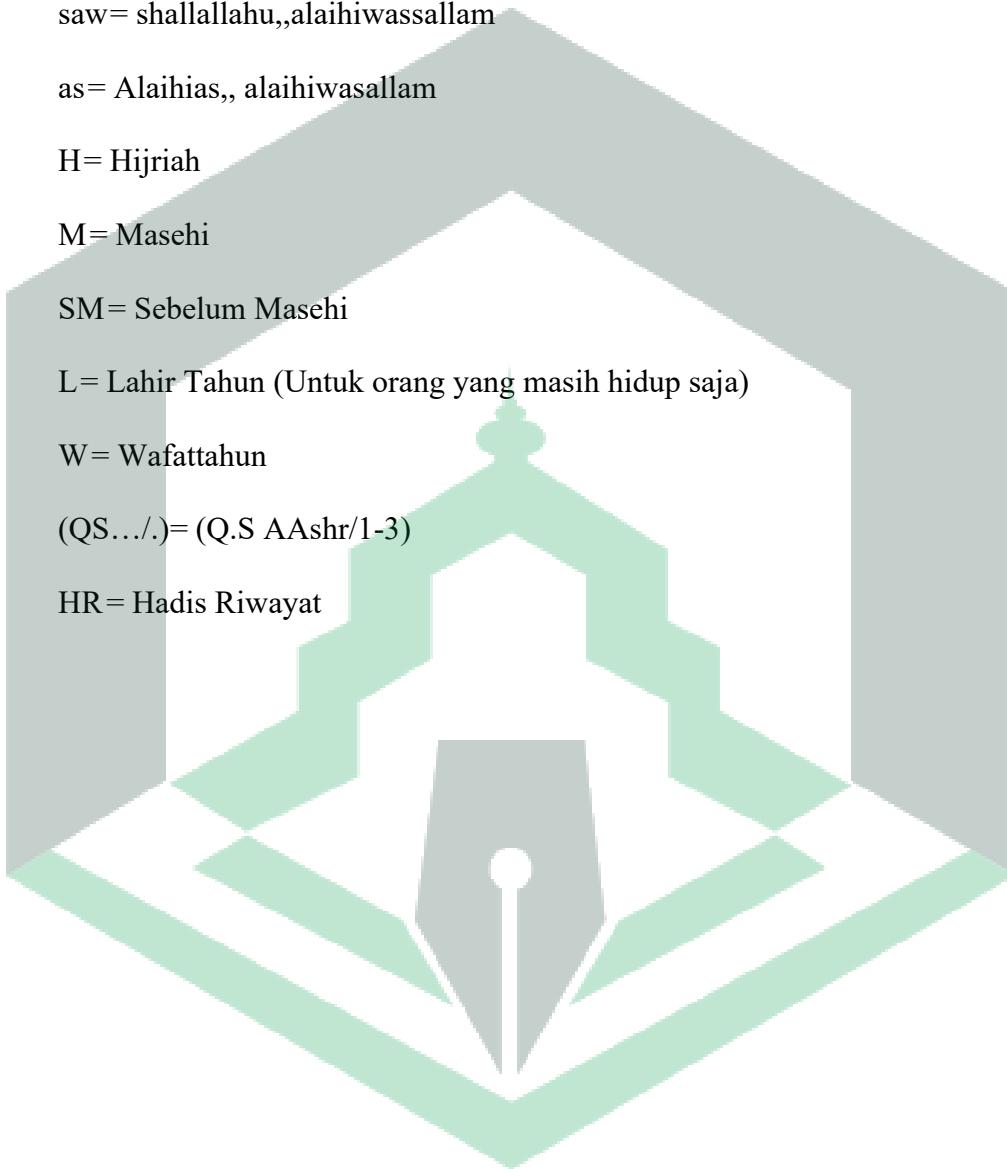 saw= shallallahu,,alaihiwassallam
as= Alaihias,, alaihiwasallam
H= Hijriah
M= Masehi
SM= Sebelum Masehi
L= Lahir Tahun (Untuk orang yang masih hidup saja)
W= Wafattahun
(QS…/.)= (Q.S AAshr/1-3)
HR= Hadis Riwayat